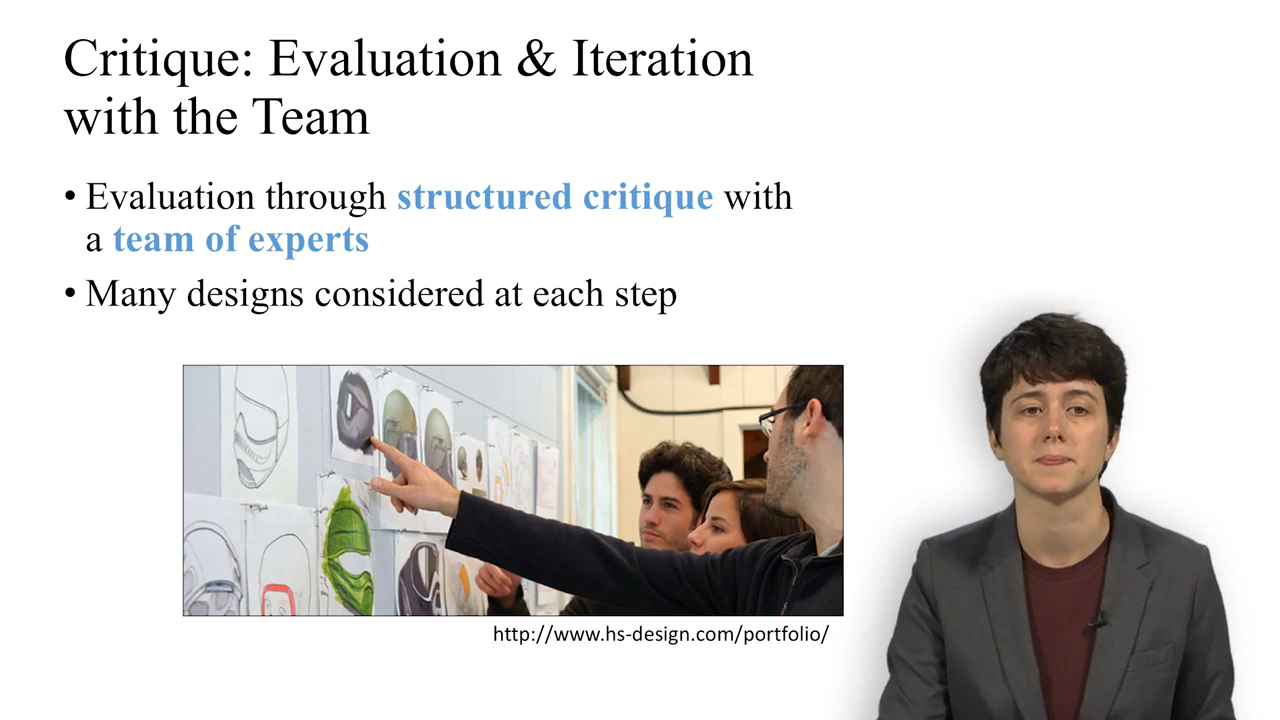 Critique: Evaluation & Iteration
with the Team
• Evaluation through structured critique with
a team of experts
• Many designs considered at each step
http://www.hs-design.com/portfolio/